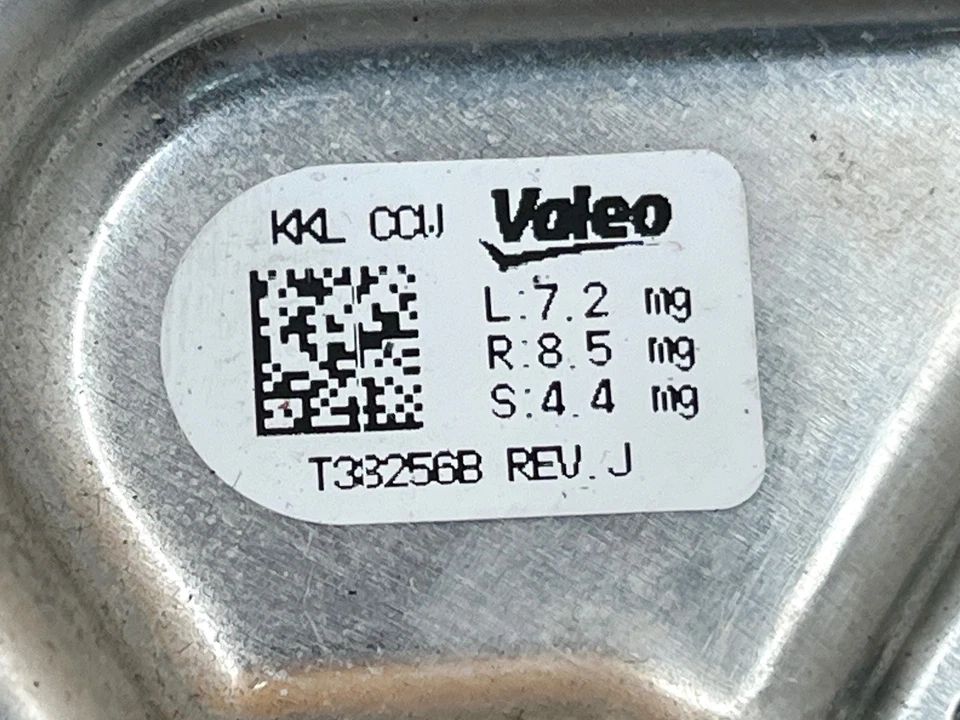 KKL CCW Valeo
L:7.2 mg
R:8.5 mg
S:4.4 mg
T38256B REV.J